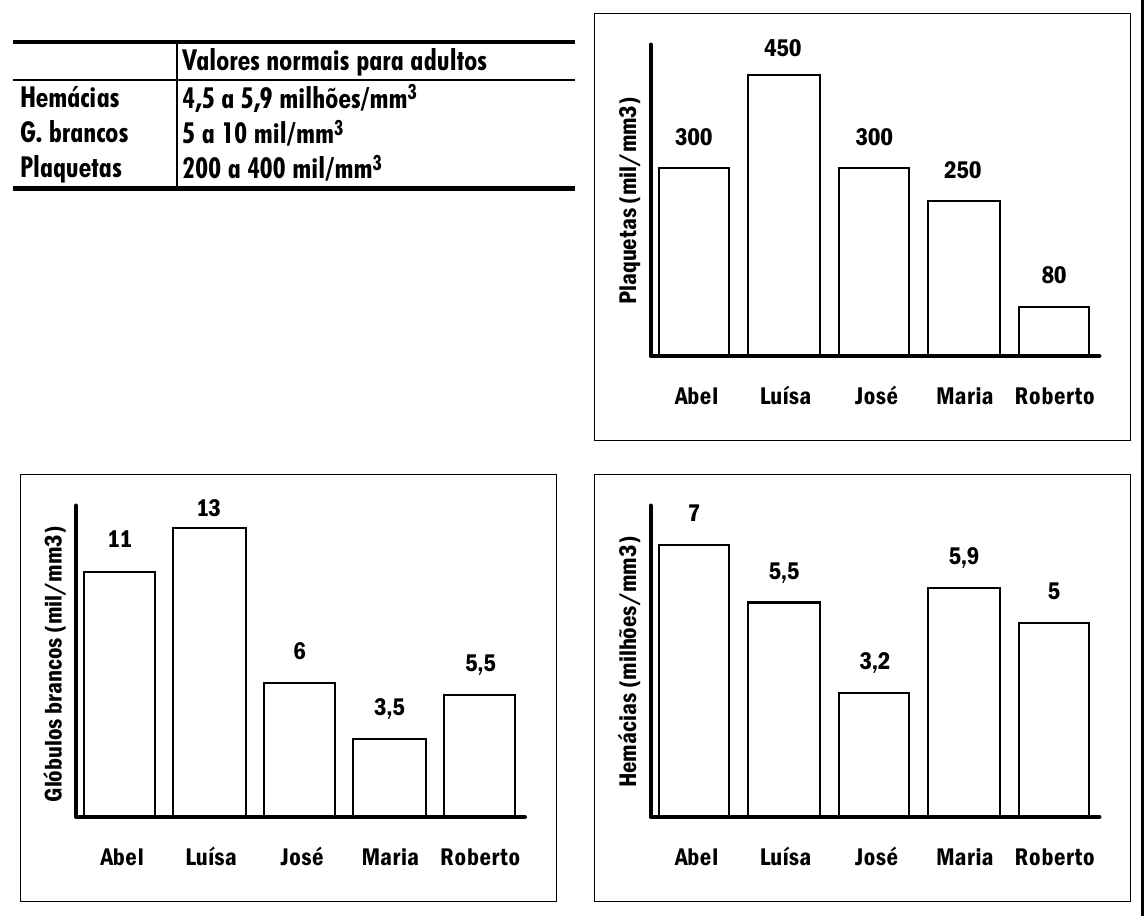 Valores normais para adultos
Hemácias 4,5 a 5,9 milhões/mm³
G. brancos 5 a 10 mil/mm³
Plaquetas 200 a 400 mil/mm³
Plaquetas (mil/mm3)
300
450
300
250
80
Abel Luísa José Maria Roberto
Glóbulos brancos (mil/mm3)
11
13
6
3,5
5,5
Abel Luísa José Maria Roberto
Hemácias (milhões/mm3)
7
5,5
3,2
5,9
5
Abel Luísa José Maria Roberto